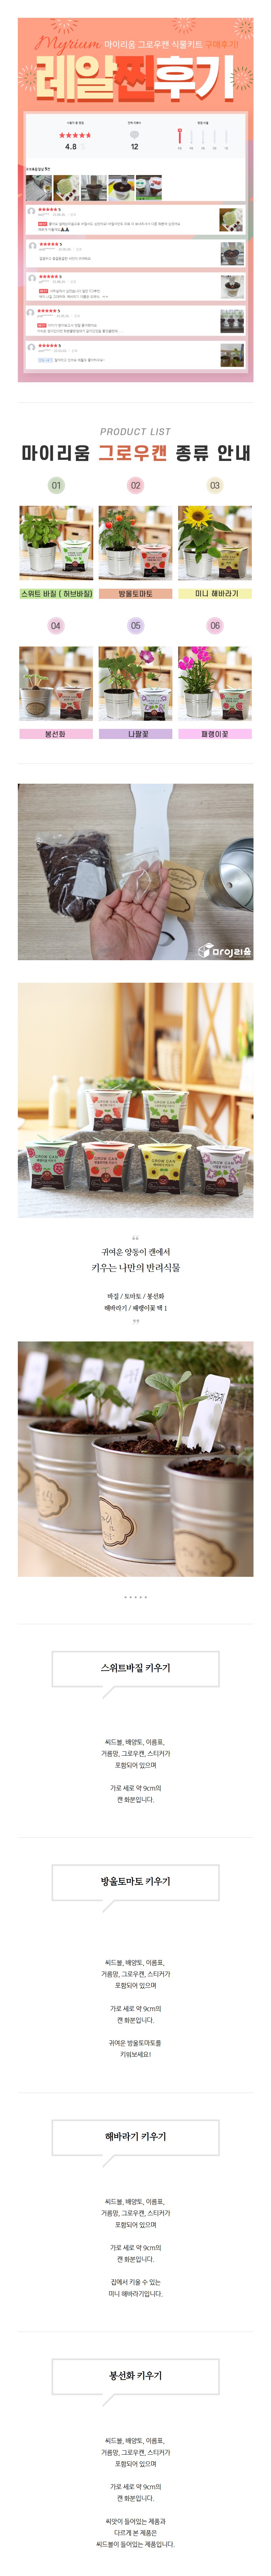 Myrium 마이리움 그로우캔 식물키트 구매후기!
레알찐후기
4.8
12
PRODUCT LIST
마이리움 그로우캔 종류 안내
01
02
03
스위트 바질 ( 허브바질)
방울토마토
미니 해바라기
04
05
06
봉선화
나팔꽃
패랭이꽃
마이리움
GROW CAN
GROW CAN
GROW CAN
GROW CAN
GROW CAN
GROW CAN
“
귀여운 양동이 캔에서
키우는 나만의 반려식물
바질 / 토마토 / 봉선화
해바라기 / 패랭이꽃 택 1
”
스위트바질 키우기
씨드볼, 배양토, 이름표,
거름망, 그로우캔, 스티커가
포함되어 있으며
가로 세로 약 9cm의
캔 화분입니다.
방울토마토 키우기
씨드볼, 배양토, 이름표,
거름망, 그로우캔, 스티커가
포함되어 있으며
가로 세로 약 9cm의
캔 화분입니다.
귀여운 방울토마토를
키워보세요!
해바라기 키우기
씨드볼, 배양토, 이름표,
거름망, 그로우캔, 스티커가
포함되어 있으며
가로 세로 약 9cm의
캔 화분입니다.
집에서 키울 수 있는
미니 해바라기입니다.
봉선화 키우기
씨드볼, 배양토, 이름표,
거름망, 그로우캔, 스티커가
포함되어 있으며
가로 세로 약 9cm의
캔 화분입니다.
씨앗이 들어있는 제품과
다르게 본 제품은
씨드볼이 들어있는 제품입니다.